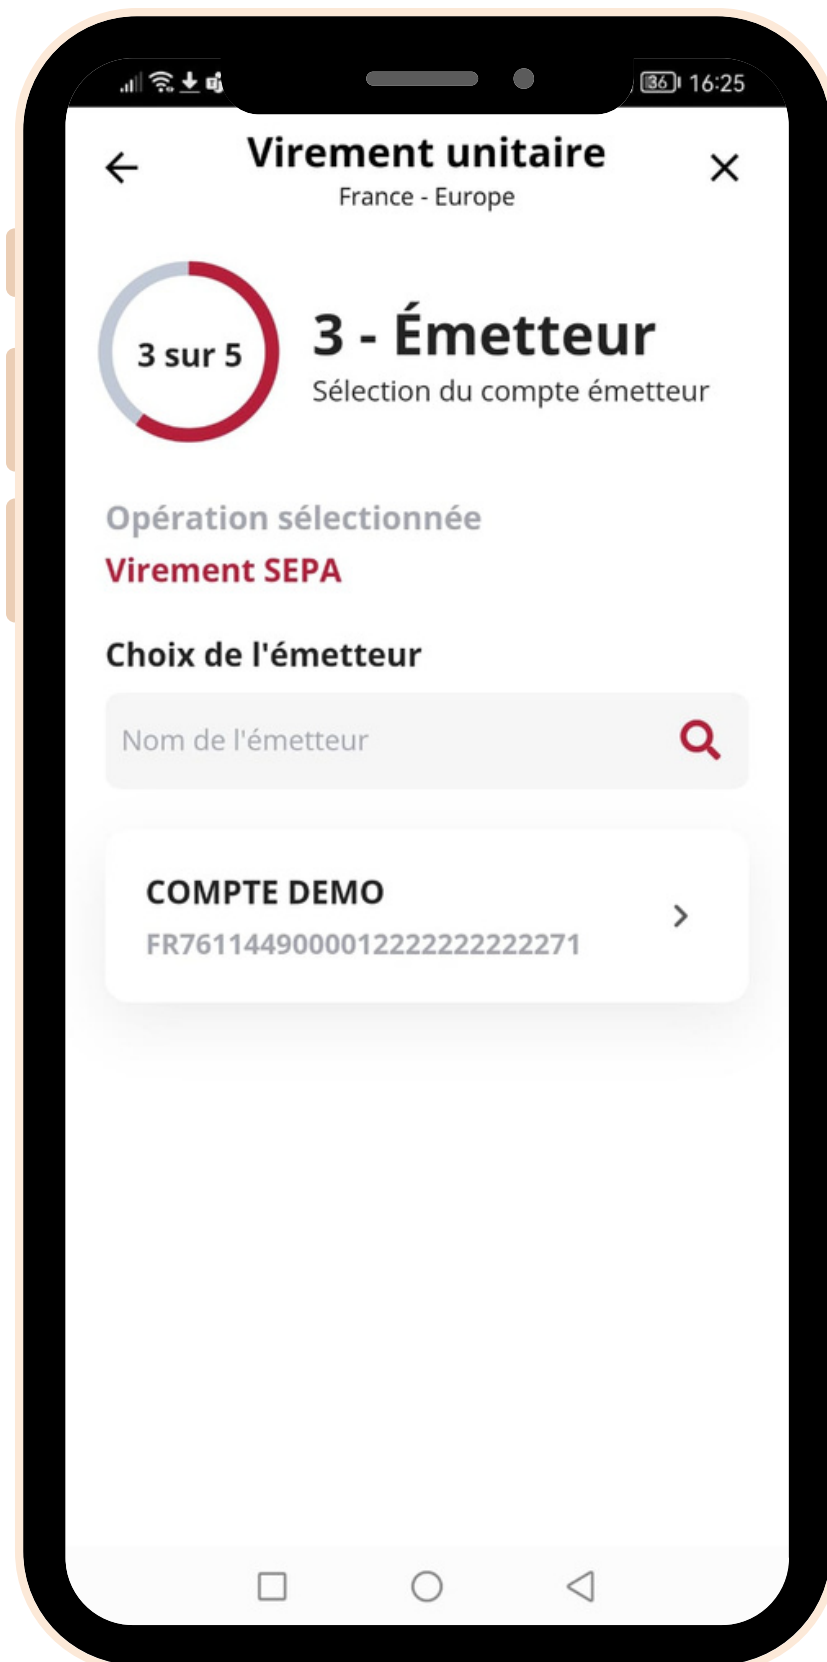 36 16:25
Virement unitaire
France - Europe
3 sur 5
3 - Émetteur
Sélection du compte émetteur
Opération sélectionnée
Virement SEPA
Choix de l'émetteur
Nom de l'émetteur
COMPTE DEMO
FR7611449000012222222222271